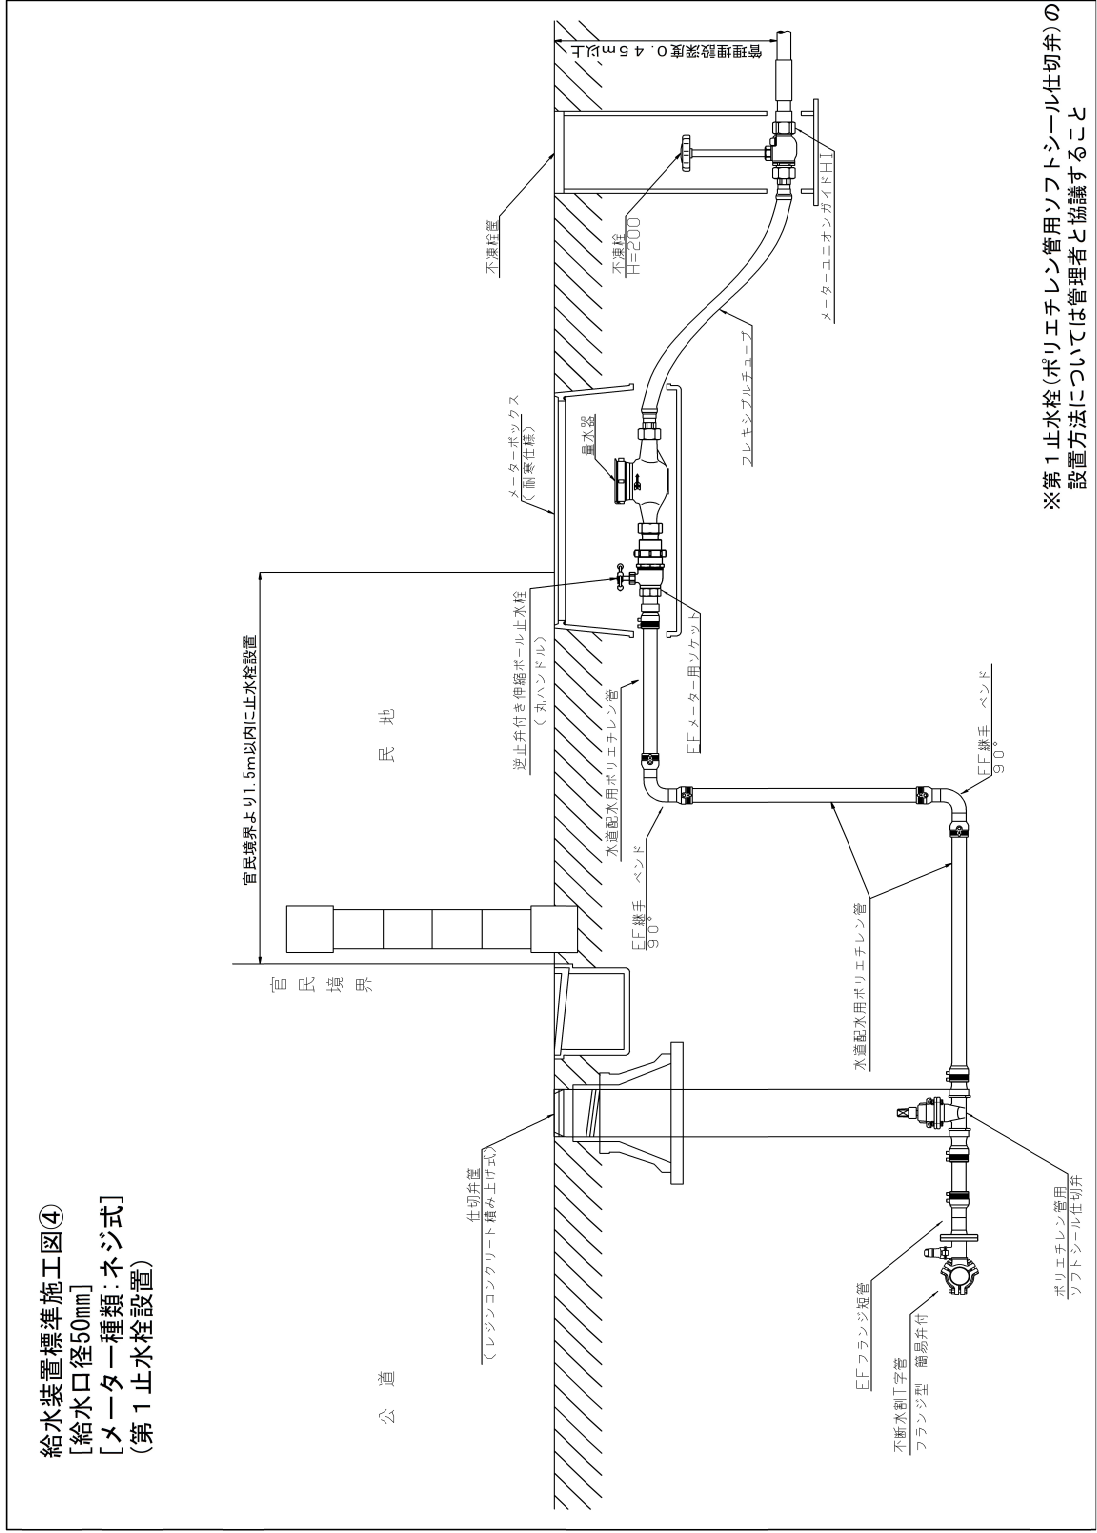 給水装置標準施工図④
[給水口径50mm]
[メーター種類：ネジ式]
(第１止水栓設置)
官民境界より1.5m以内に止水栓設置
公　道
官　民　境　界
民　地
仕切弁筐
(レジンコンクリート積み上げ式)
逆止弁付き伸縮ボール止水栓
(丸ハンドル)
メーターボックス
(耐寒仕様)
量水器
不凍栓筐
不凍栓
H=200
管理埋設深度０.４５ｍ以上
メーターユニオンガイドHI
フレキシブルチューブ
EFメーター用ソケット
水道配水用ポリエチレン管
EF継手　ベンド
90°
EF継手　ベンド
90°
水道配水用ポリエチレン管
ポリエチレン管用
ソフトシール仕切弁
EFフランジ短管
不断水割T字管
フランジ型　簡易弁付
※第１止水栓(ポリエチレン管用ソフトシール仕切弁)の
設置方法については管理者と協議すること